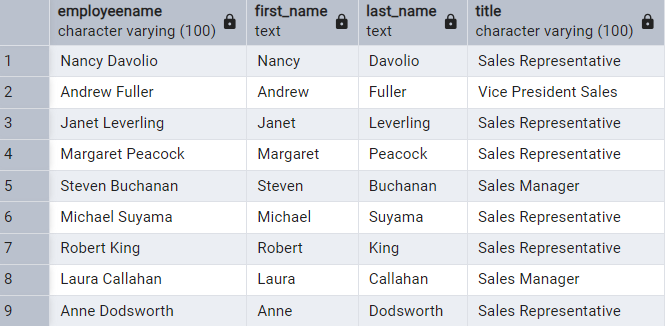 employeename first_name last_name title
character varying (100) text text character varying (100)
1 Nancy Davolio Nancy Davolio Sales Representative
2 Andrew Fuller Andrew Fuller Vice President Sales
3 Janet Leverling Janet Leverling Sales Representative
4 Margaret Peacock Margaret Peacock Sales Representative
5 Steven Buchanan Steven Buchanan Sales Manager
6 Michael Suyama Michael Suyama Sales Representative
7 Robert King Robert King Sales Representative
8 Laura Callahan Laura Callahan Sales Manager
9 Anne Dodsworth Anne Dodsworth Sales Representative